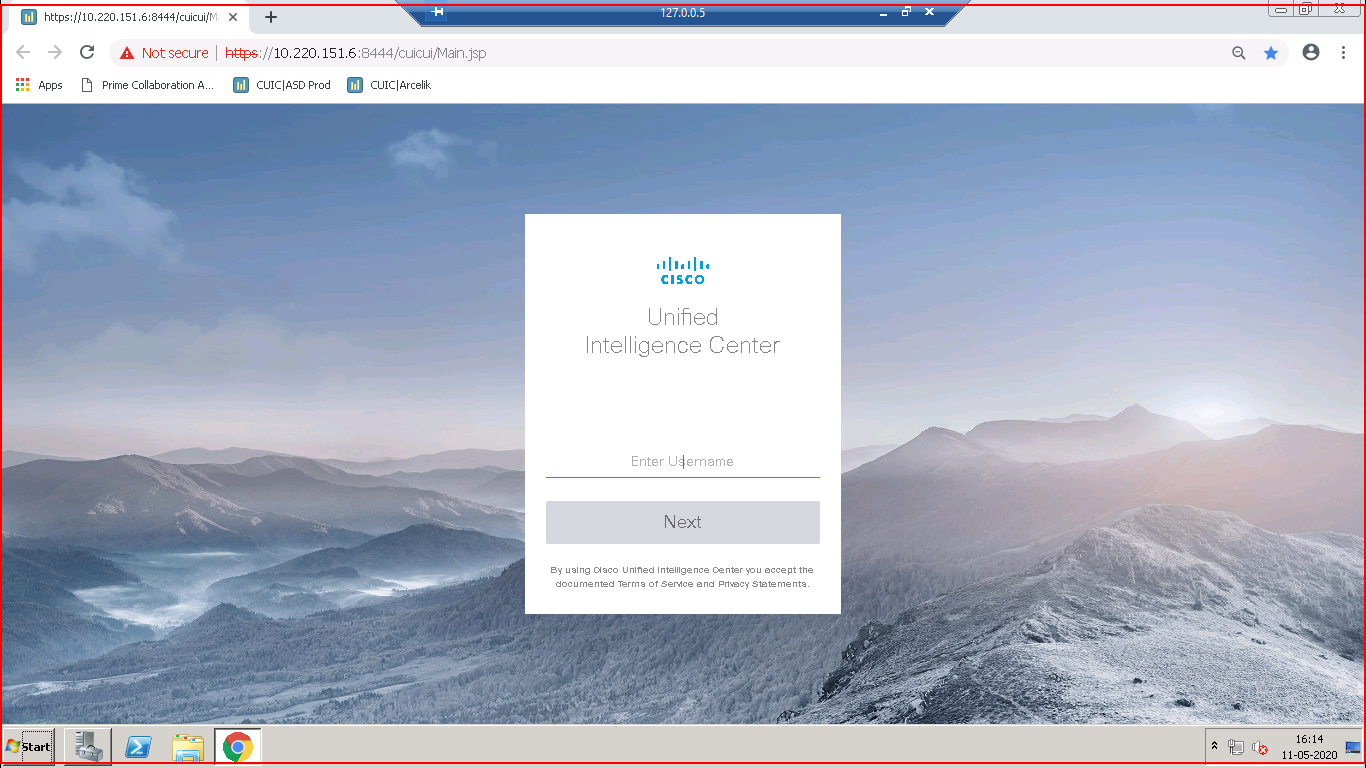 https://10.220.151.6:8444/cuicui/M
127.0.0.5
Not secure | https://10.220.151.6:8444/cuicui/Main.jsp
Apps Prime Collaboration A... CUIC|ASD Prod CUIC|Arcelik
CISCO
Unified
Intelligence Center
Enter Username
Next
By using Cisco Unified Intelligence Center you accept the
documented Terms of Service and Privacy Statements.
Start
16:14
11-05-2020